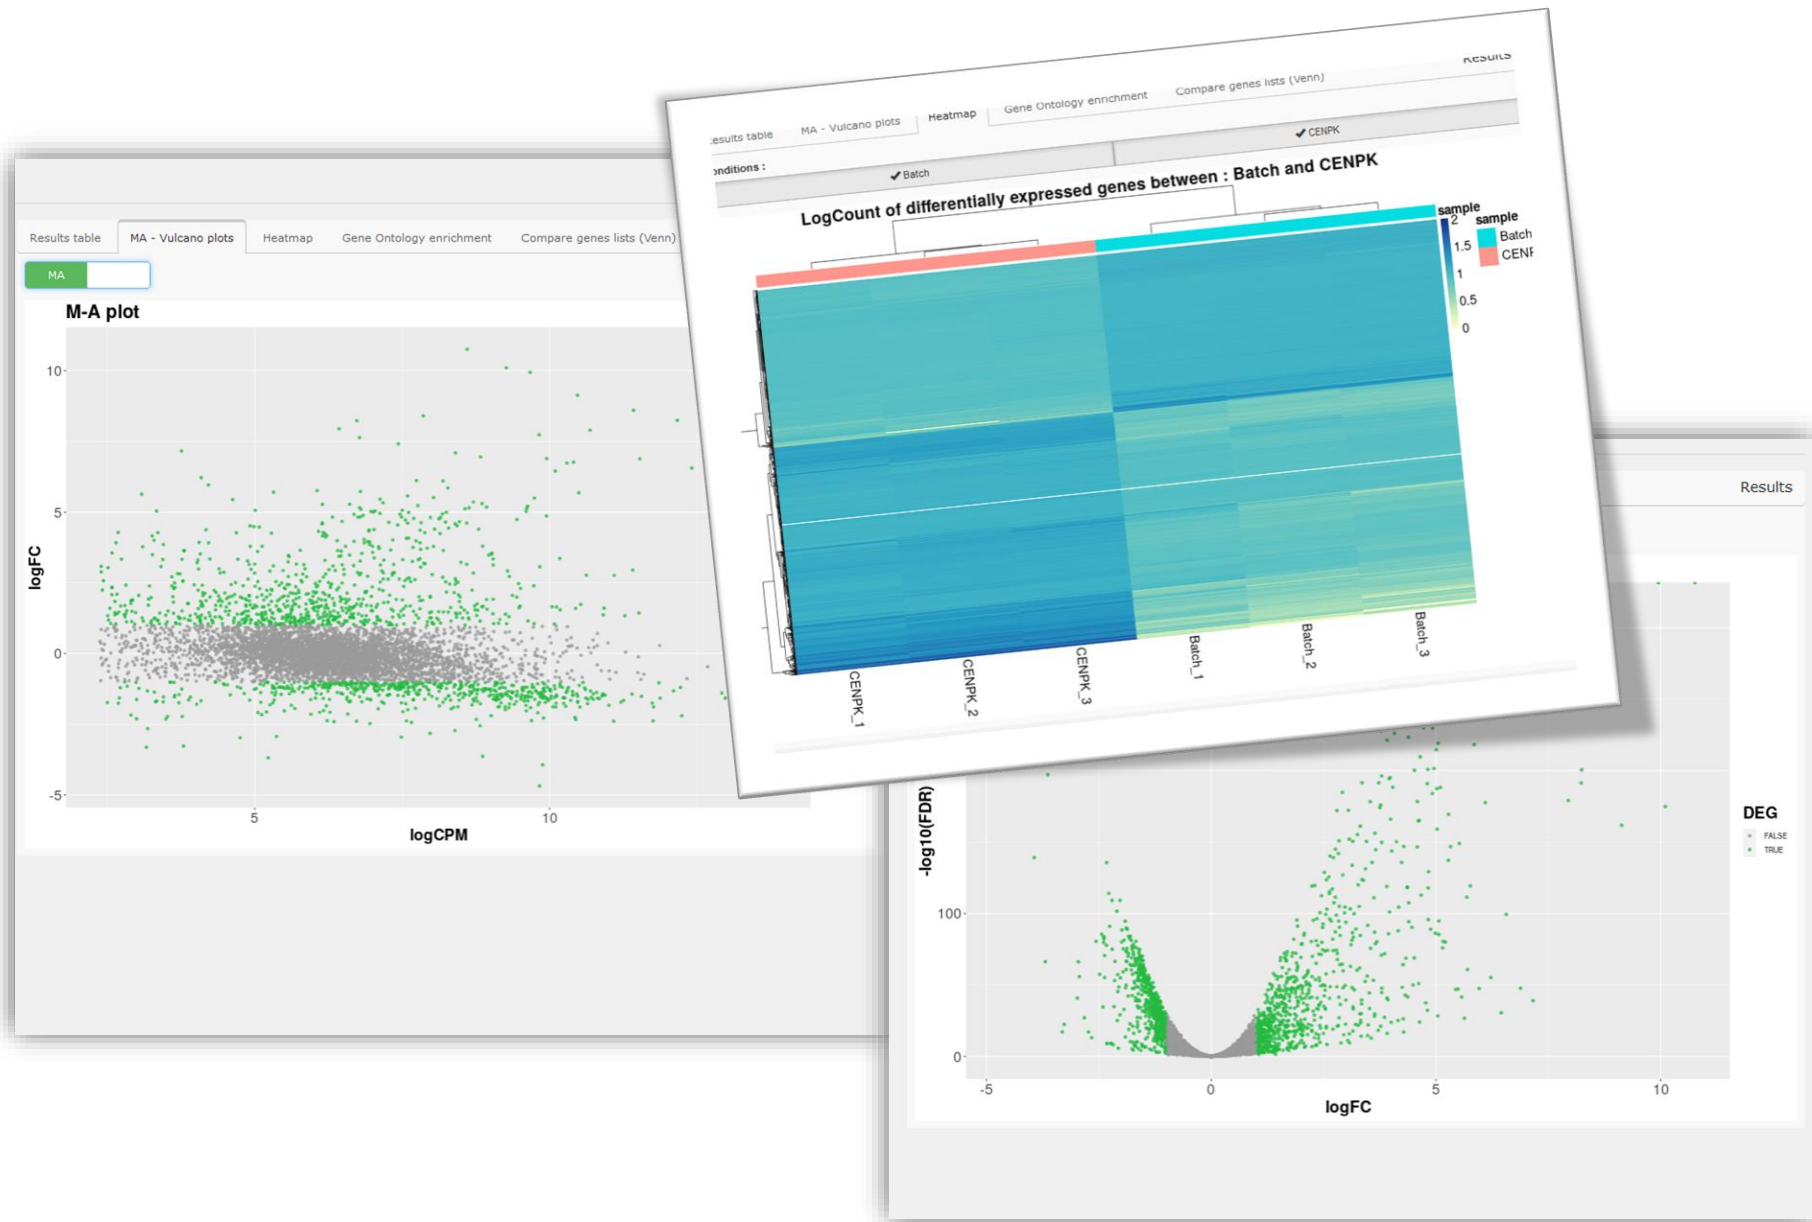 Results table MA - Vulcano plots Heatmap Gene Ontology enrichment Compare genes lists (Venn)
MA
M-A plot
10
5
0
-5
logFC
5 10
logCPM
Results
esults table MA - Vulcano plots Heatmap Gene Ontology enrichment Compare genes lists (Venn)
onditions :
Batch CENPK
LogCount of differentially expressed genes between : Batch and CENPK
sample
2
1.5
1
0.5
0
sample
Batch
CENP
CENPK_1 CENPK_2 CENPK_3 Batch_1 Batch_2 Batch_3
Results
-log10(FDR)
100
0
-5 0 5 10
logFC
DEG
FALSE
TRUE